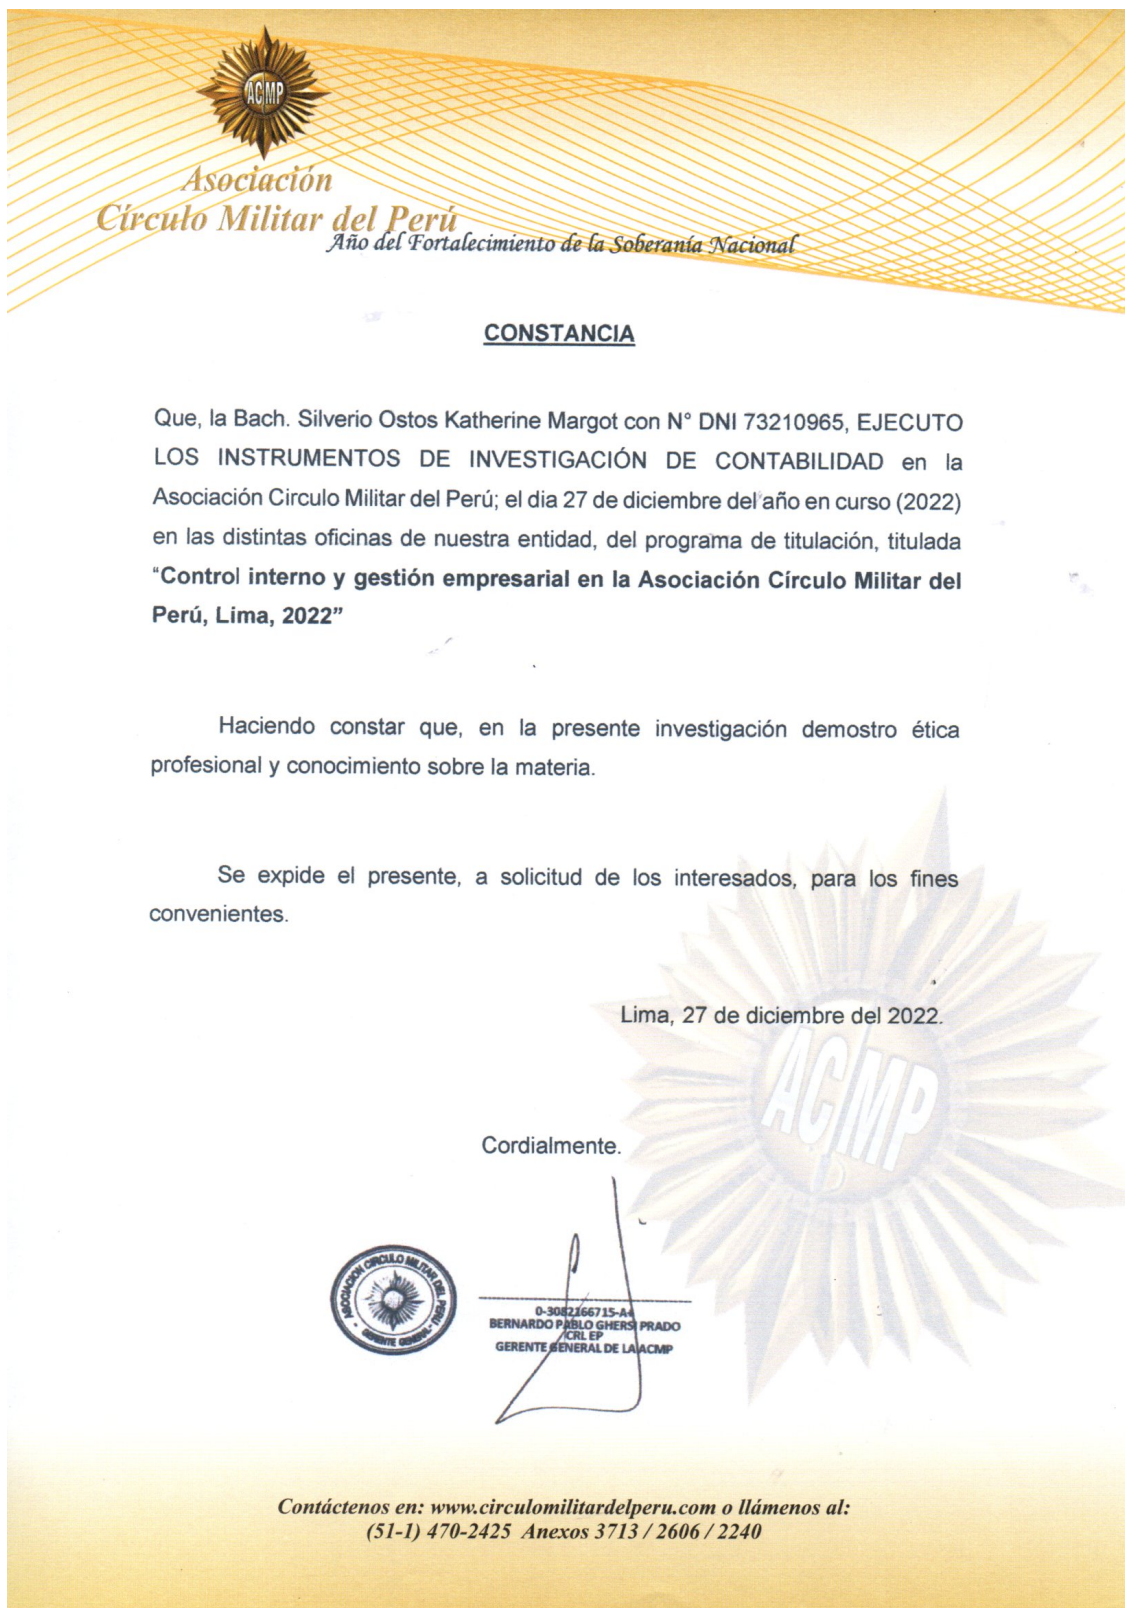 ACMP
Asociación
Círculo Militar del Perú
Año del Fortalecimiento de la Soberanía Nacional
CONSTANCIA
Que, la Bach. Silverio Ostos Katherine Margot con N° DNI 73210965, EJECUTO
LOS INSTRUMENTOS DE INVESTIGACIÓN DE CONTABILIDAD en la
Asociación Circulo Militar del Perú; el dia 27 de diciembre del año en curso (2022)
en las distintas oficinas de nuestra entidad, del programa de titulación, titulada
“Control interno y gestión empresarial en la Asociación Círculo Militar del
Perú, Lima, 2022”
Haciendo constar que, en la presente investigación demostro ética
profesional y conocimiento sobre la materia.
Se expide el presente, a solicitud de los interesados, para los fines
convenientes.
Lima, 27 de diciembre del 2022.
ACMP
Cordialmente.
ASOCIACION CIRCULO MILITAR DEL PERU
GERENTE GENERAL
0-3082166715-A+
BERNARDO PABLO GHERSI PRADO
CRL EP
GERENTE GENERAL DE LA ACMP
Contáctenos en: www.circulomilitardelperu.com o llámenos al:
(51-1) 470-2425 Anexos 3713 / 2606 / 2240